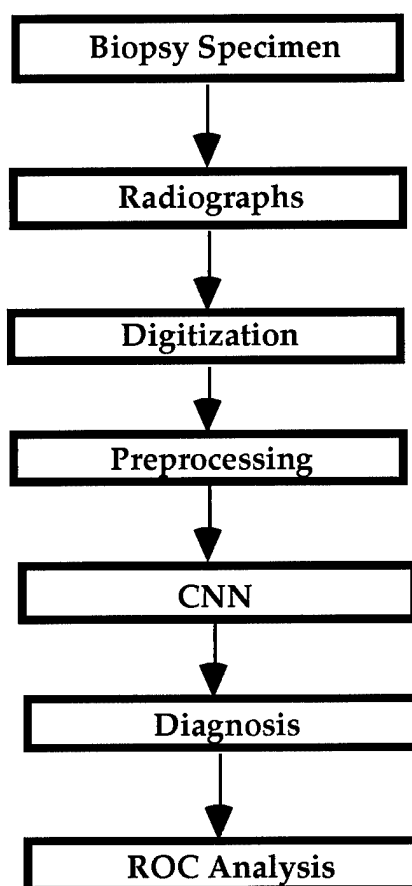 Biopsy Specimen
Radiographs
Digitization
Preprocessing
CNN
Diagnosis
ROC Analysis